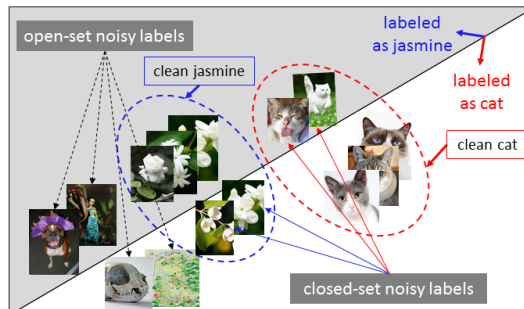 open-set noisy labels
labeled
as jasmine
clean jasmine
labeled
as cat
clean cat
closed-set noisy labels